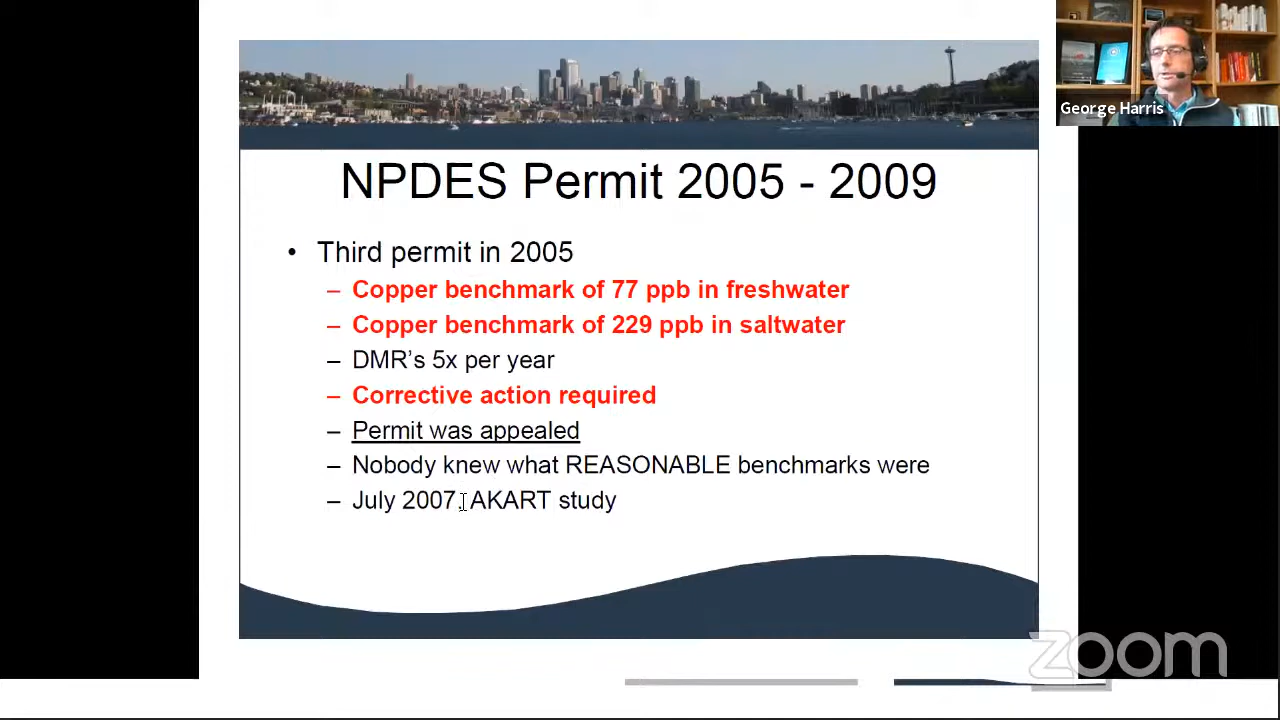 George Harris
NPDES Permit 2005 - 2009
• Third permit in 2005
– Copper benchmark of 77 ppb in freshwater
– Copper benchmark of 229 ppb in saltwater
– DMR's 5x per year
– Corrective action required
– Permit was appealed
– Nobody knew what REASONABLE benchmarks were
– July 2007, AKART study
zoom